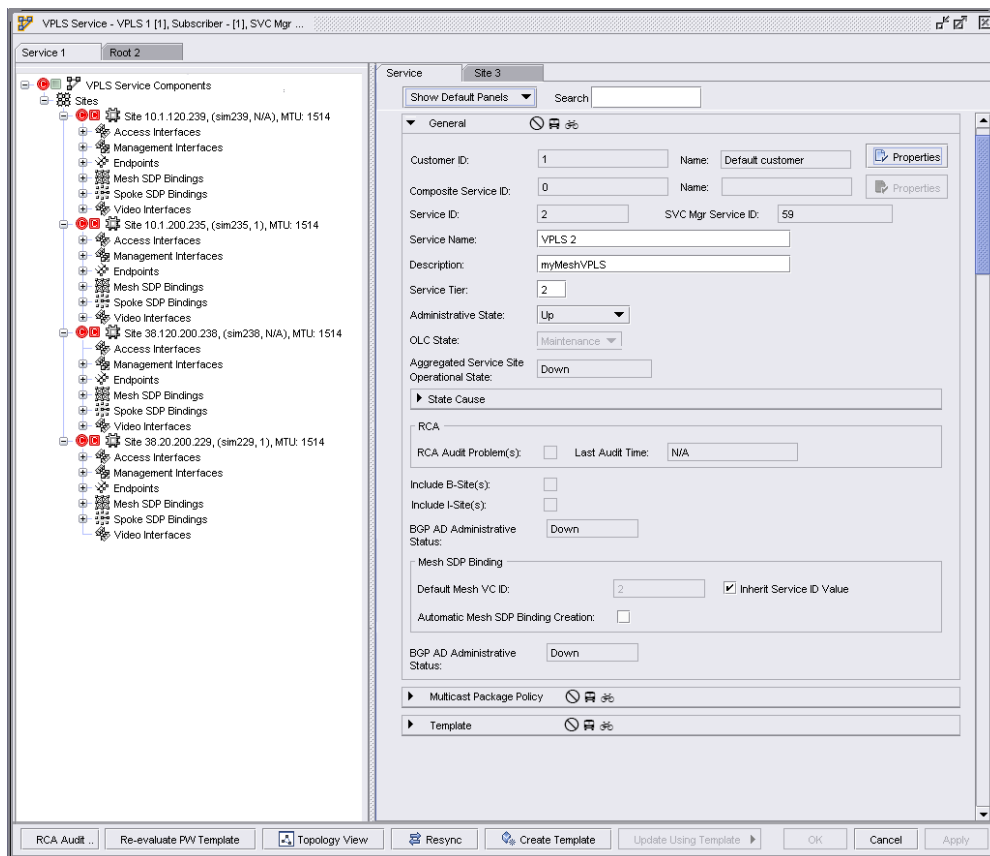 VPLS Service - VPLS 1 [1], Subscriber - [1], SVC Mgr ...
Service 1 Root 2
VPLS Service Components
Sites
Site 10.1.120.239, (sim239, N/A), MTU: 1514
Access Interfaces
Management Interfaces
Endpoints
Mesh SDP Bindings
Spoke SDP Bindings
Video Interfaces
Site 10.1.200.235, (sim235, 1), MTU: 1514
Access Interfaces
Management Interfaces
Endpoints
Mesh SDP Bindings
Spoke SDP Bindings
Video Interfaces
Site 38.120.200.238, (sim238, N/A), MTU: 1514
Access Interfaces
Management Interfaces
Endpoints
Mesh SDP Bindings
Spoke SDP Bindings
Video Interfaces
Site 38.20.200.229, (sim229, 1), MTU: 1514
Access Interfaces
Management Interfaces
Endpoints
Mesh SDP Bindings
Spoke SDP Bindings
Video Interfaces
Service Site 3
Show Default Panels Search
General
Customer ID: 1 Name: Default customer Properties
Composite Service ID: 0 Name: Properties
Service ID: 2 SVC Mgr Service ID: 59
Service Name: VPLS 2
Description: myMeshVPLS
Service Tier: 2
Administrative State: Up
OLC State: Maintenance
Aggregated Service Site
Operational State: Down
State Cause
RCA
RCA Audit Problem(s): Last Audit Time: N/A
Include B-Site(s):
Include I-Site(s):
BGP AD Administrative
Status: Down
Mesh SDP Binding
Default Mesh VC ID: 2 Inherit Service ID Value
Automatic Mesh SDP Binding Creation:
BGP AD Administrative
Status: Down
Multicast Package Policy
Template
RCA Audit .. Re-evaluate PW Template Topology View Resync Create Template Update Using Template OK Cancel Apply